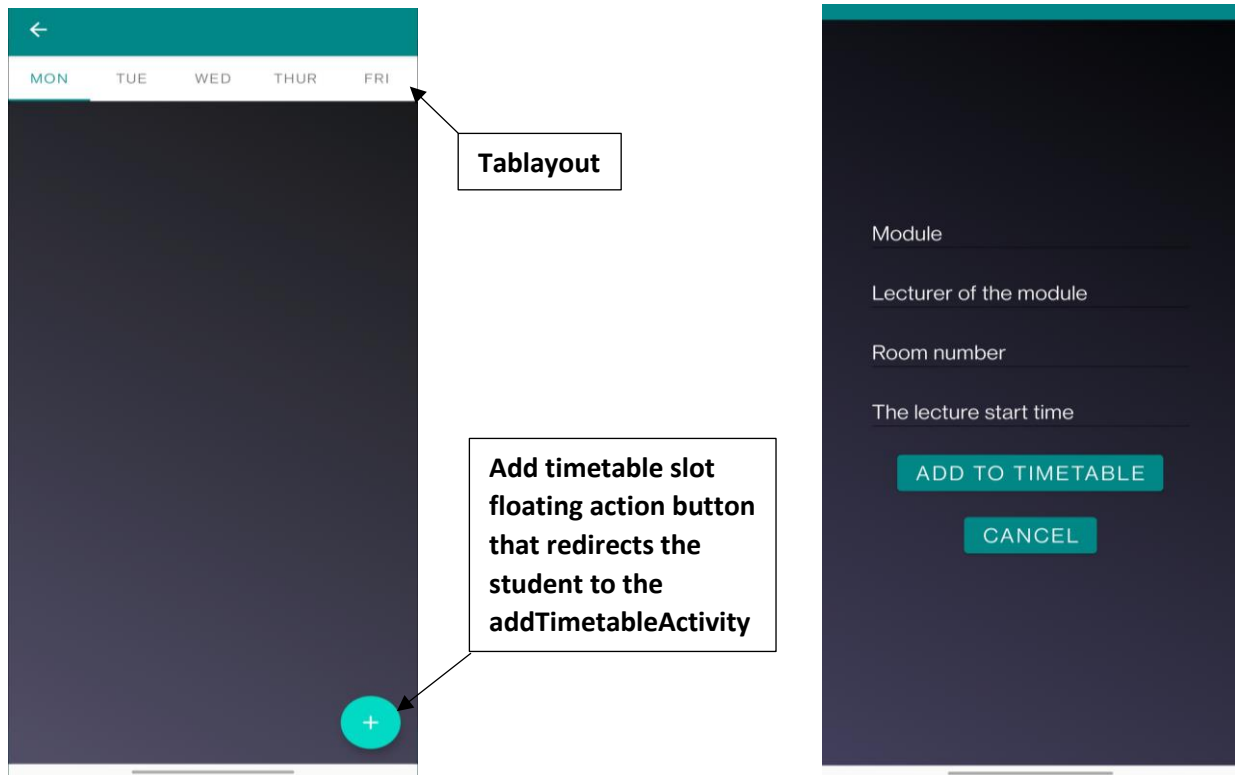 MON TUE WED THUR FRI
Tablayout
Add timetable slot
floating action button
that redirects the
student to the
addTimetableActivity
+
Module
Lecturer of the module
Room number
The lecture start time
ADD TO TIMETABLE
CANCEL